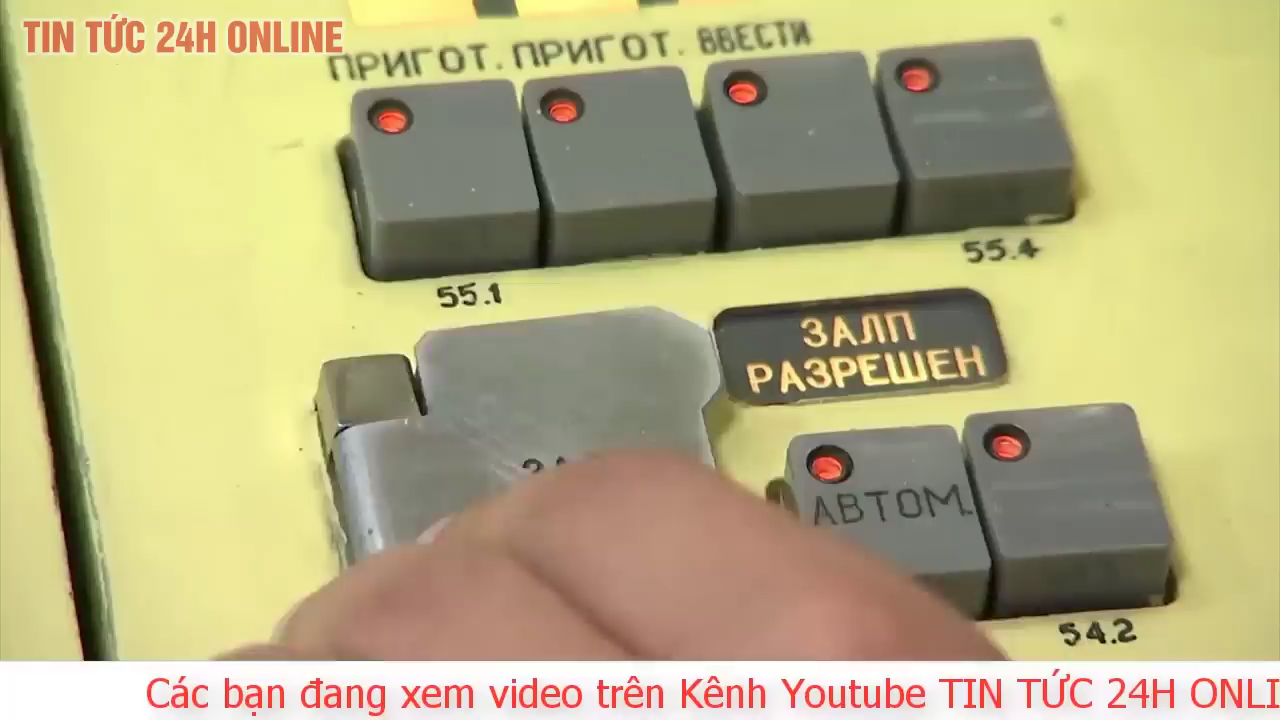 TIN TỨC 24H ONLINE
ПРИГОТ. ПРИГОТ. ВВЕСТИ
55.1
55.4
ЗАЛП
РАЗРЕШЕН
АВТОМ.
54.2
Các bạn đang xem video trên Kênh Youtube TIN TỨC 24H ONLI